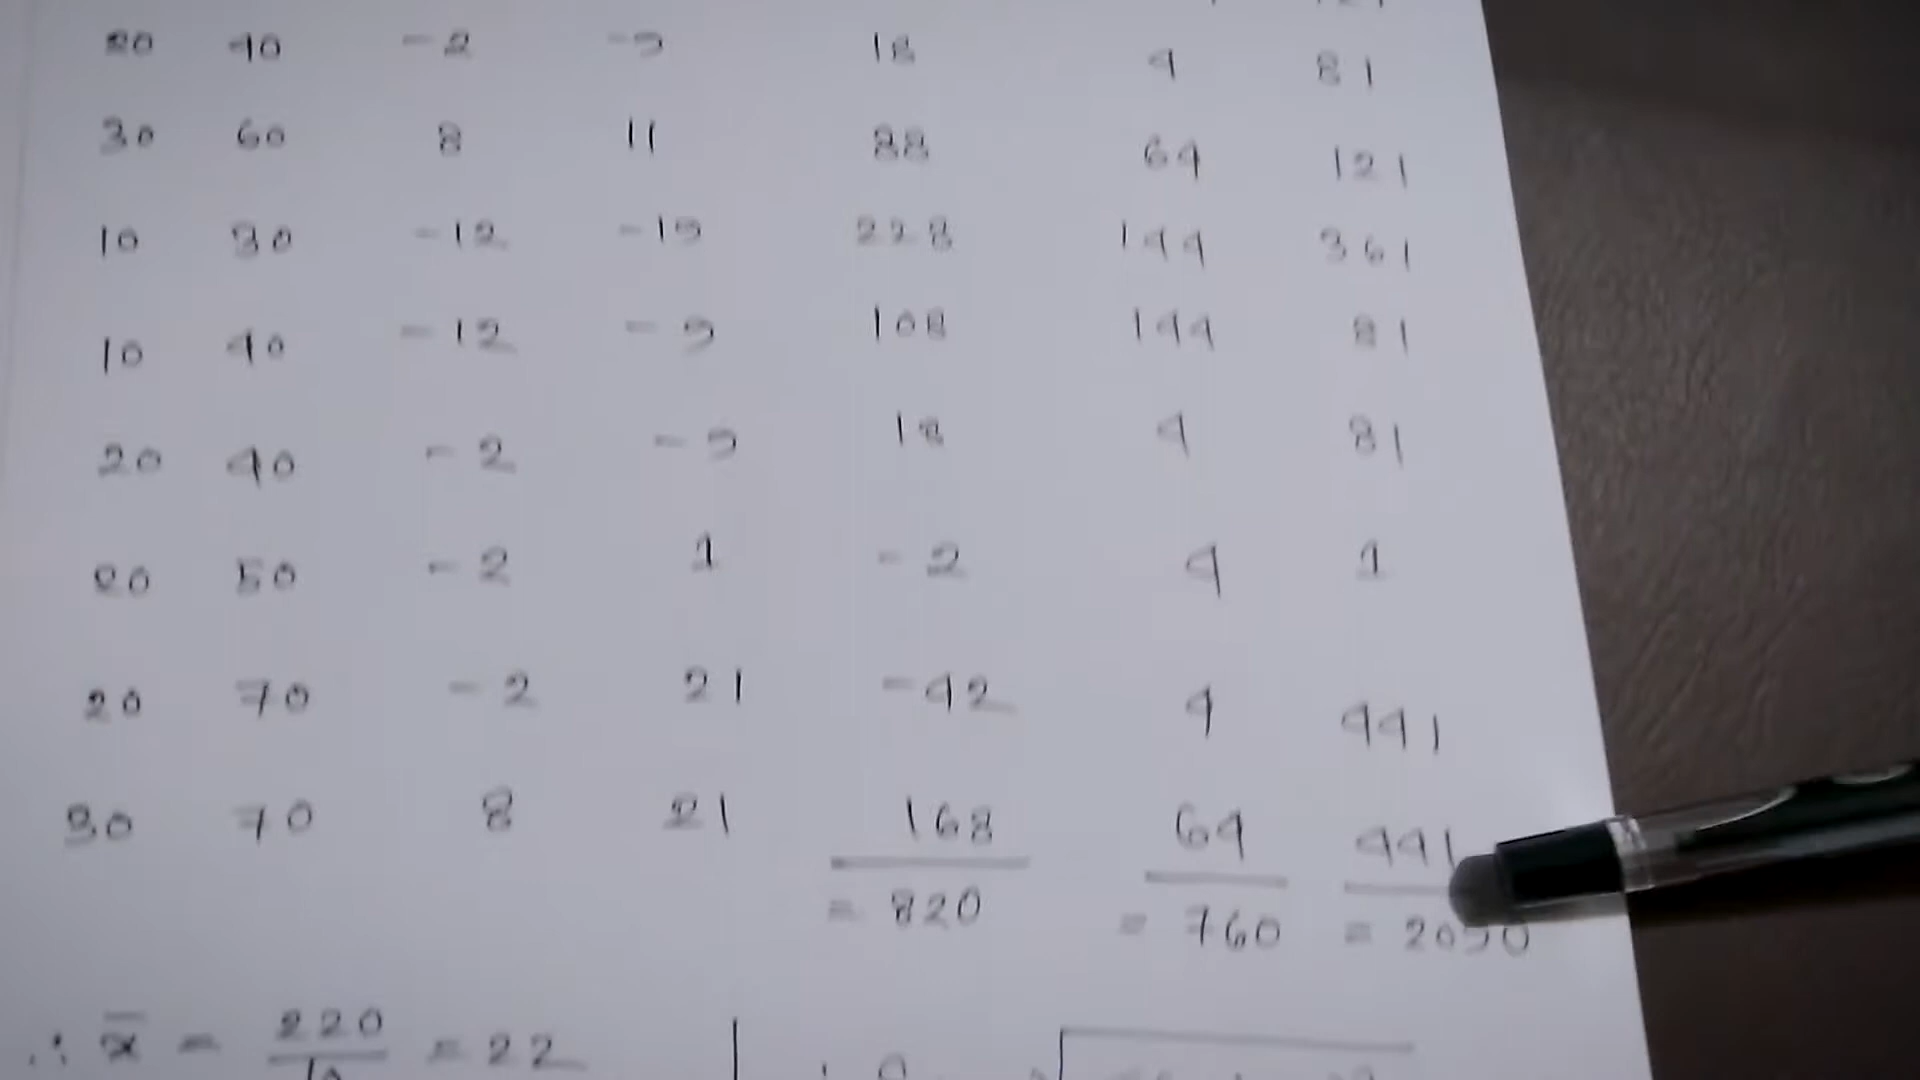 20 40 -2 -9 18 4 81
30 60 8 11 88 64 121
10 30 -12 -19 228 144 361
10 40 -12 -9 108 144 81
20 40 -2 -9 18 4 81
20 50 -2 1 -2 4 1
20 70 -2 21 -42 4 441
30 70 8 21 168 64 441
= 820 = 760 = 2090
∴ x̄ = 220/10 = 22